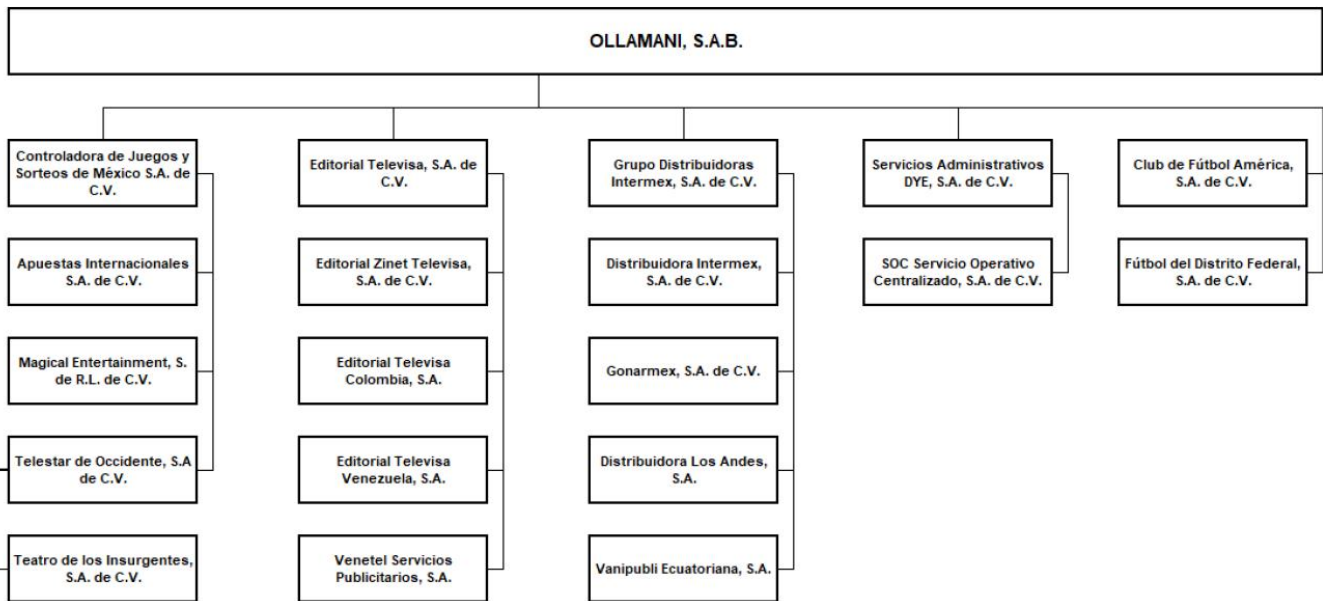 OLLAMANI, S.A.B.
Controladora de Juegos y
Sorteos de México S.A. de
C.V.
Apuestas Internacionales
S.A. de C.V.
Magical Entertainment, S.
de R.L. de C.V.
Telestar de Occidente, S.A
de C.V.
Teatro de los Insurgentes,
S.A. de C.V.
Editorial Televisa, S.A. de
C.V.
Editorial Zinet Televisa,
S.A. de C.V.
Editorial Televisa
Colombia, S.A.
Editorial Televisa
Venezuela, S.A.
Venetel Servicios
Publicitarios, S.A.
Grupo Distribuidoras
Intermex, S.A. de C.V.
Distribuidora Intermex,
S.A. de C.V.
Gonarmex, S.A. de C.V.
Distribuidora Los Andes,
S.A.
Vanipubli Ecuatoriana, S.A.
Servicios Administrativos
DYE, S.A. de C.V.
SOC Servicio Operativo
Centralizado, S.A. de C.V.
Club de Fútbol América,
S.A. de C.V.
Fútbol del Distrito Federal,
S.A. de C.V.